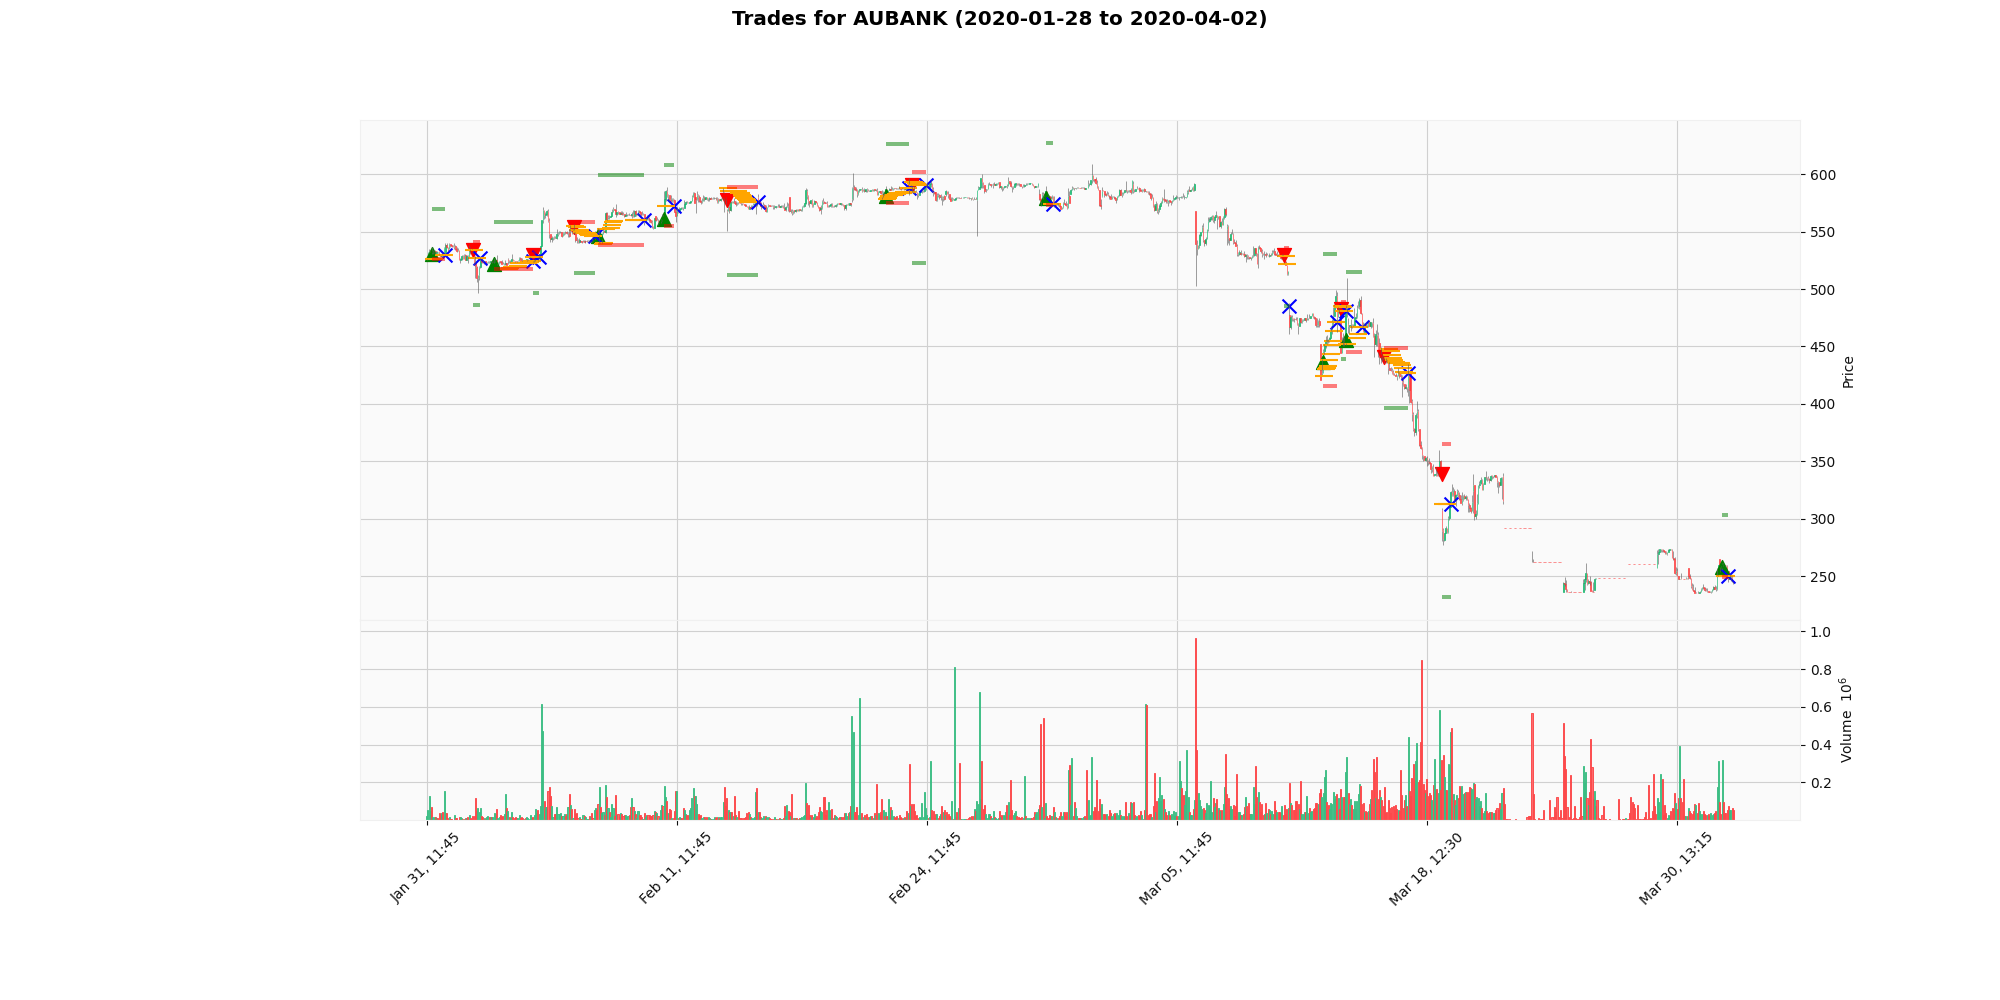 Trades for AUBANK (2020-01-28 to 2020-04-02)
600
550
500
450
400
350
300
250
Price
1.0
0.8
0.6
0.4
0.2
Volume 10⁶
Jan 31, 11:45
Feb 11, 11:45
Feb 24, 11:45
Mar 05, 11:45
Mar 18, 12:30
Mar 30, 13:15